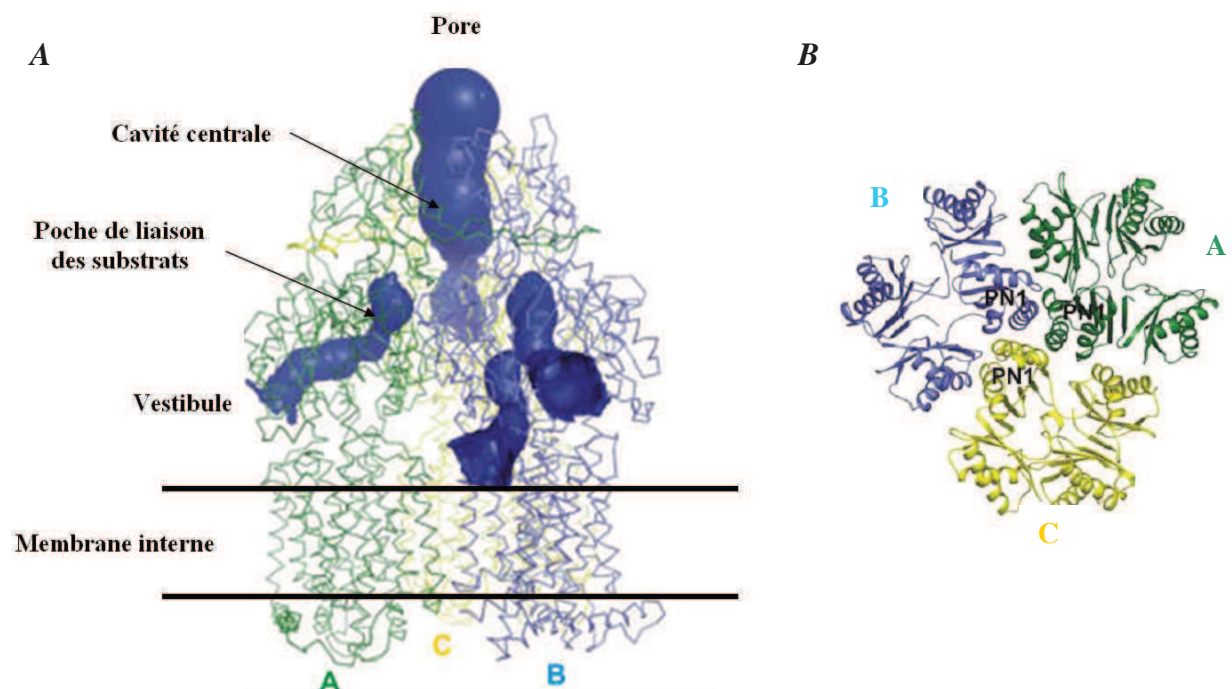 A
Pore
B
Cavité centrale
Poche de liaison
des substrats
Vestibule
Membrane interne
A
C
B
B
A
PN1
PN1
PN1
C